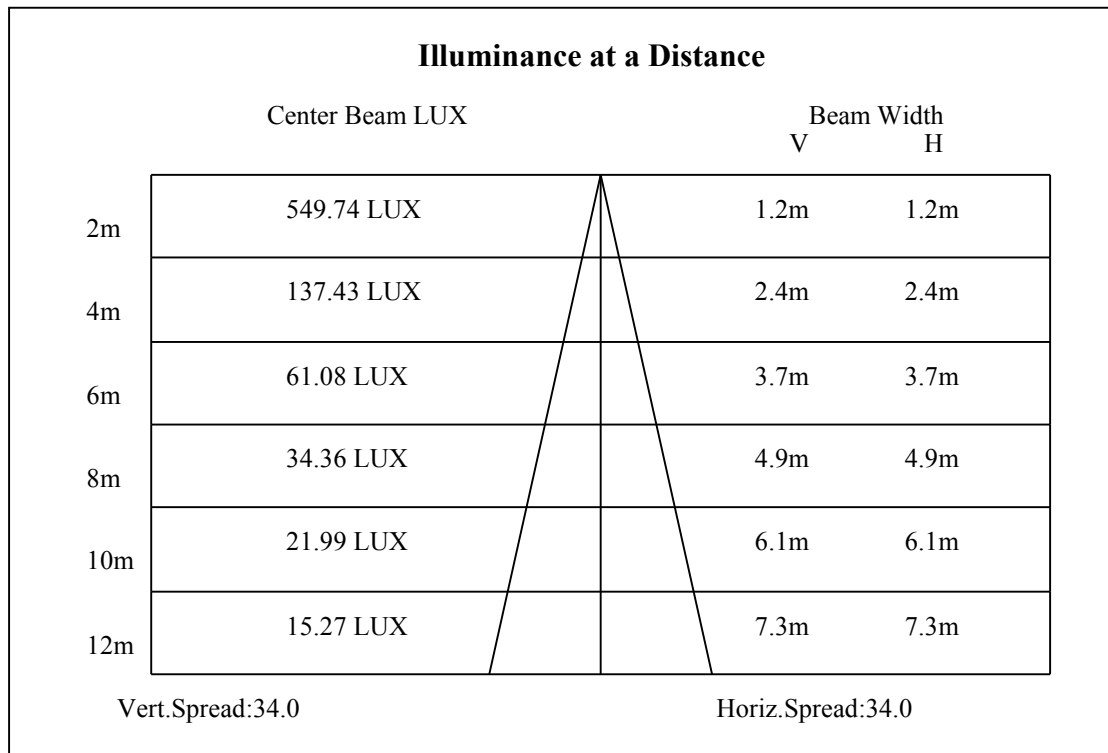 Illuminance at a Distance
Center Beam LUX Beam Width
V H
2m 549.74 LUX 1.2m 1.2m
4m 137.43 LUX 2.4m 2.4m
6m 61.08 LUX 3.7m 3.7m
8m 34.36 LUX 4.9m 4.9m
10m 21.99 LUX 6.1m 6.1m
12m 15.27 LUX 7.3m 7.3m
Vert.Spread:34.0 Horiz.Spread:34.0